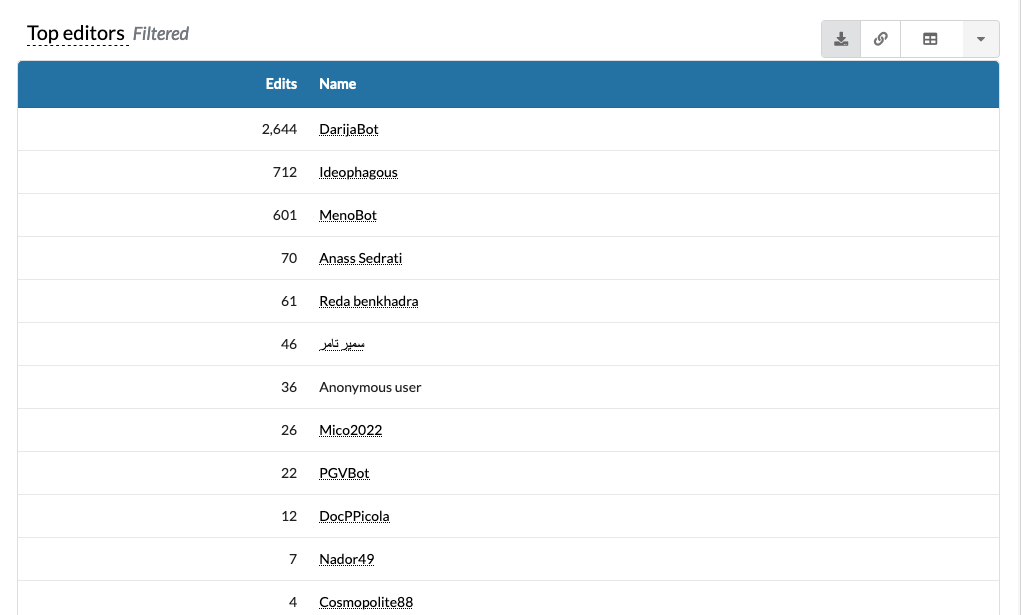 Top editors Filtered
Edits Name
2,644 DarijaBot
712 Ideophagous
601 MenoBot
70 Anass Sedrati
61 Reda benkhadra
46 سمير تامر
36 Anonymous user
26 Mico2022
22 PGVBot
12 DocPPicola
7 Nador49
4 Cosmopolite88